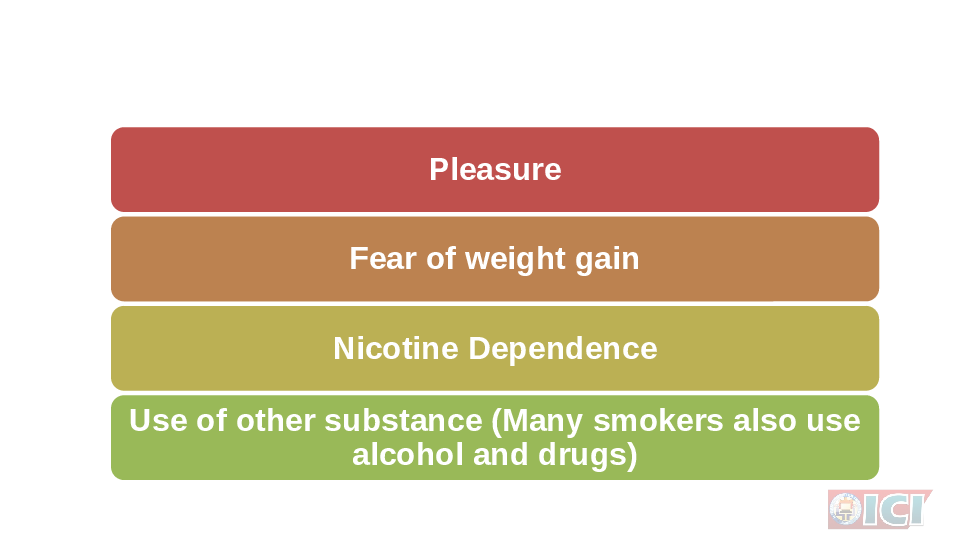 Pleasure
Fear of weight gain
Nicotine Dependence
Use of other substance (Many smokers also use
alcohol and drugs)
ICI